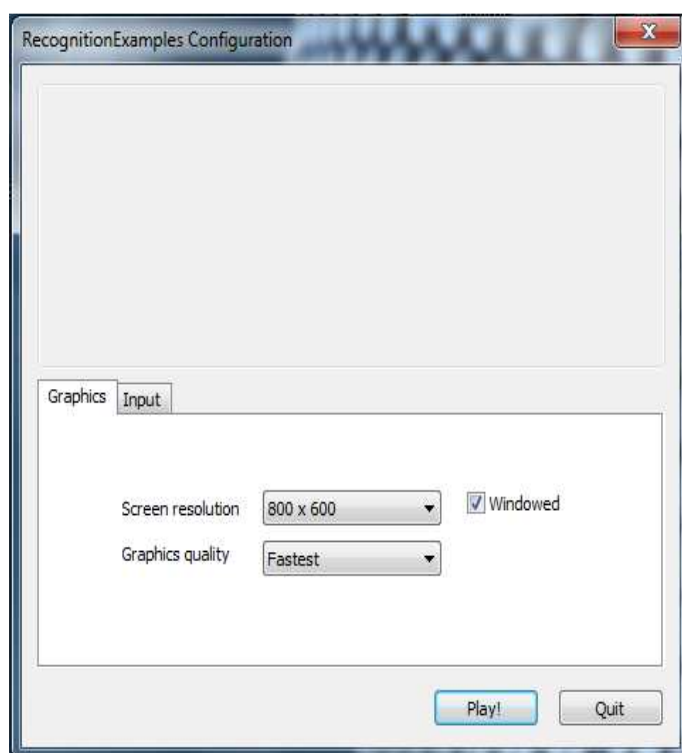 RecognitionExamples Configuration
X
Graphics
Input
Screen resolution
800 x 600
Windowed
Graphics quality
Fastest
Play!
Quit